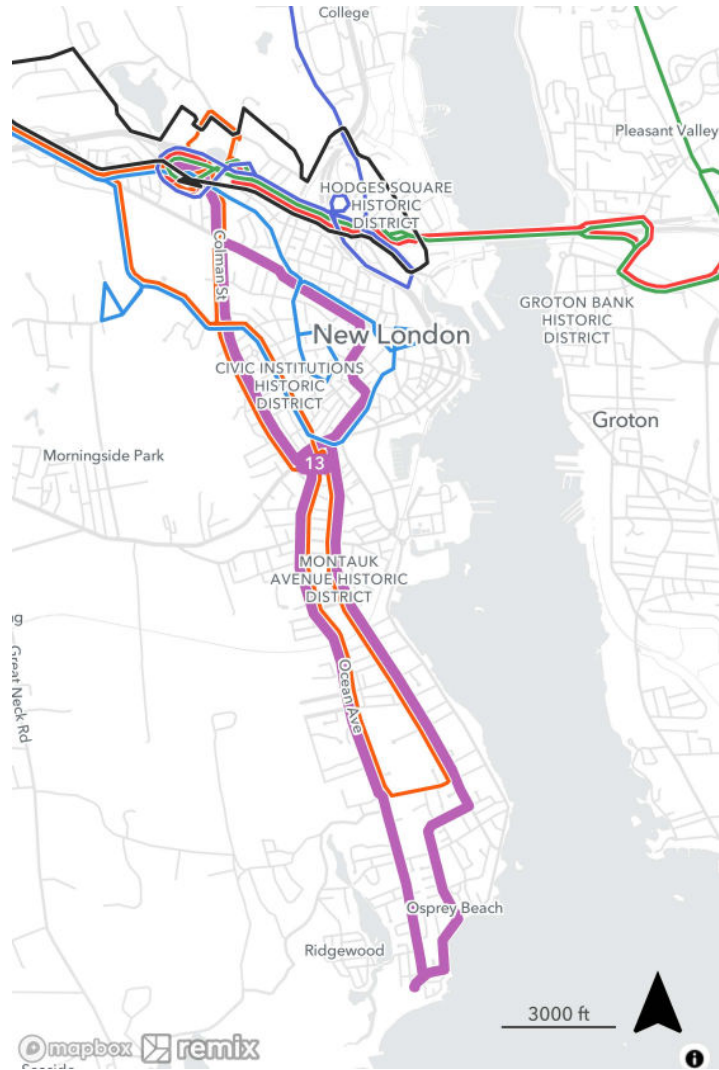 College
Pleasant Valley
HODGES SQUARE
HISTORIC
DISTRICT
Colman St
GROTON BANK
HISTORIC
DISTRICT
New London
CIVIC INSTITUTIONS
HISTORIC
DISTRICT
Groton
Morningside Park
13
MONTAUK
AVENUE HISTORIC
DISTRICT
Great Neck Rd
Ocean Ave
Osprey Beach
Ridgewood
3000 ft
mapbox remix
i